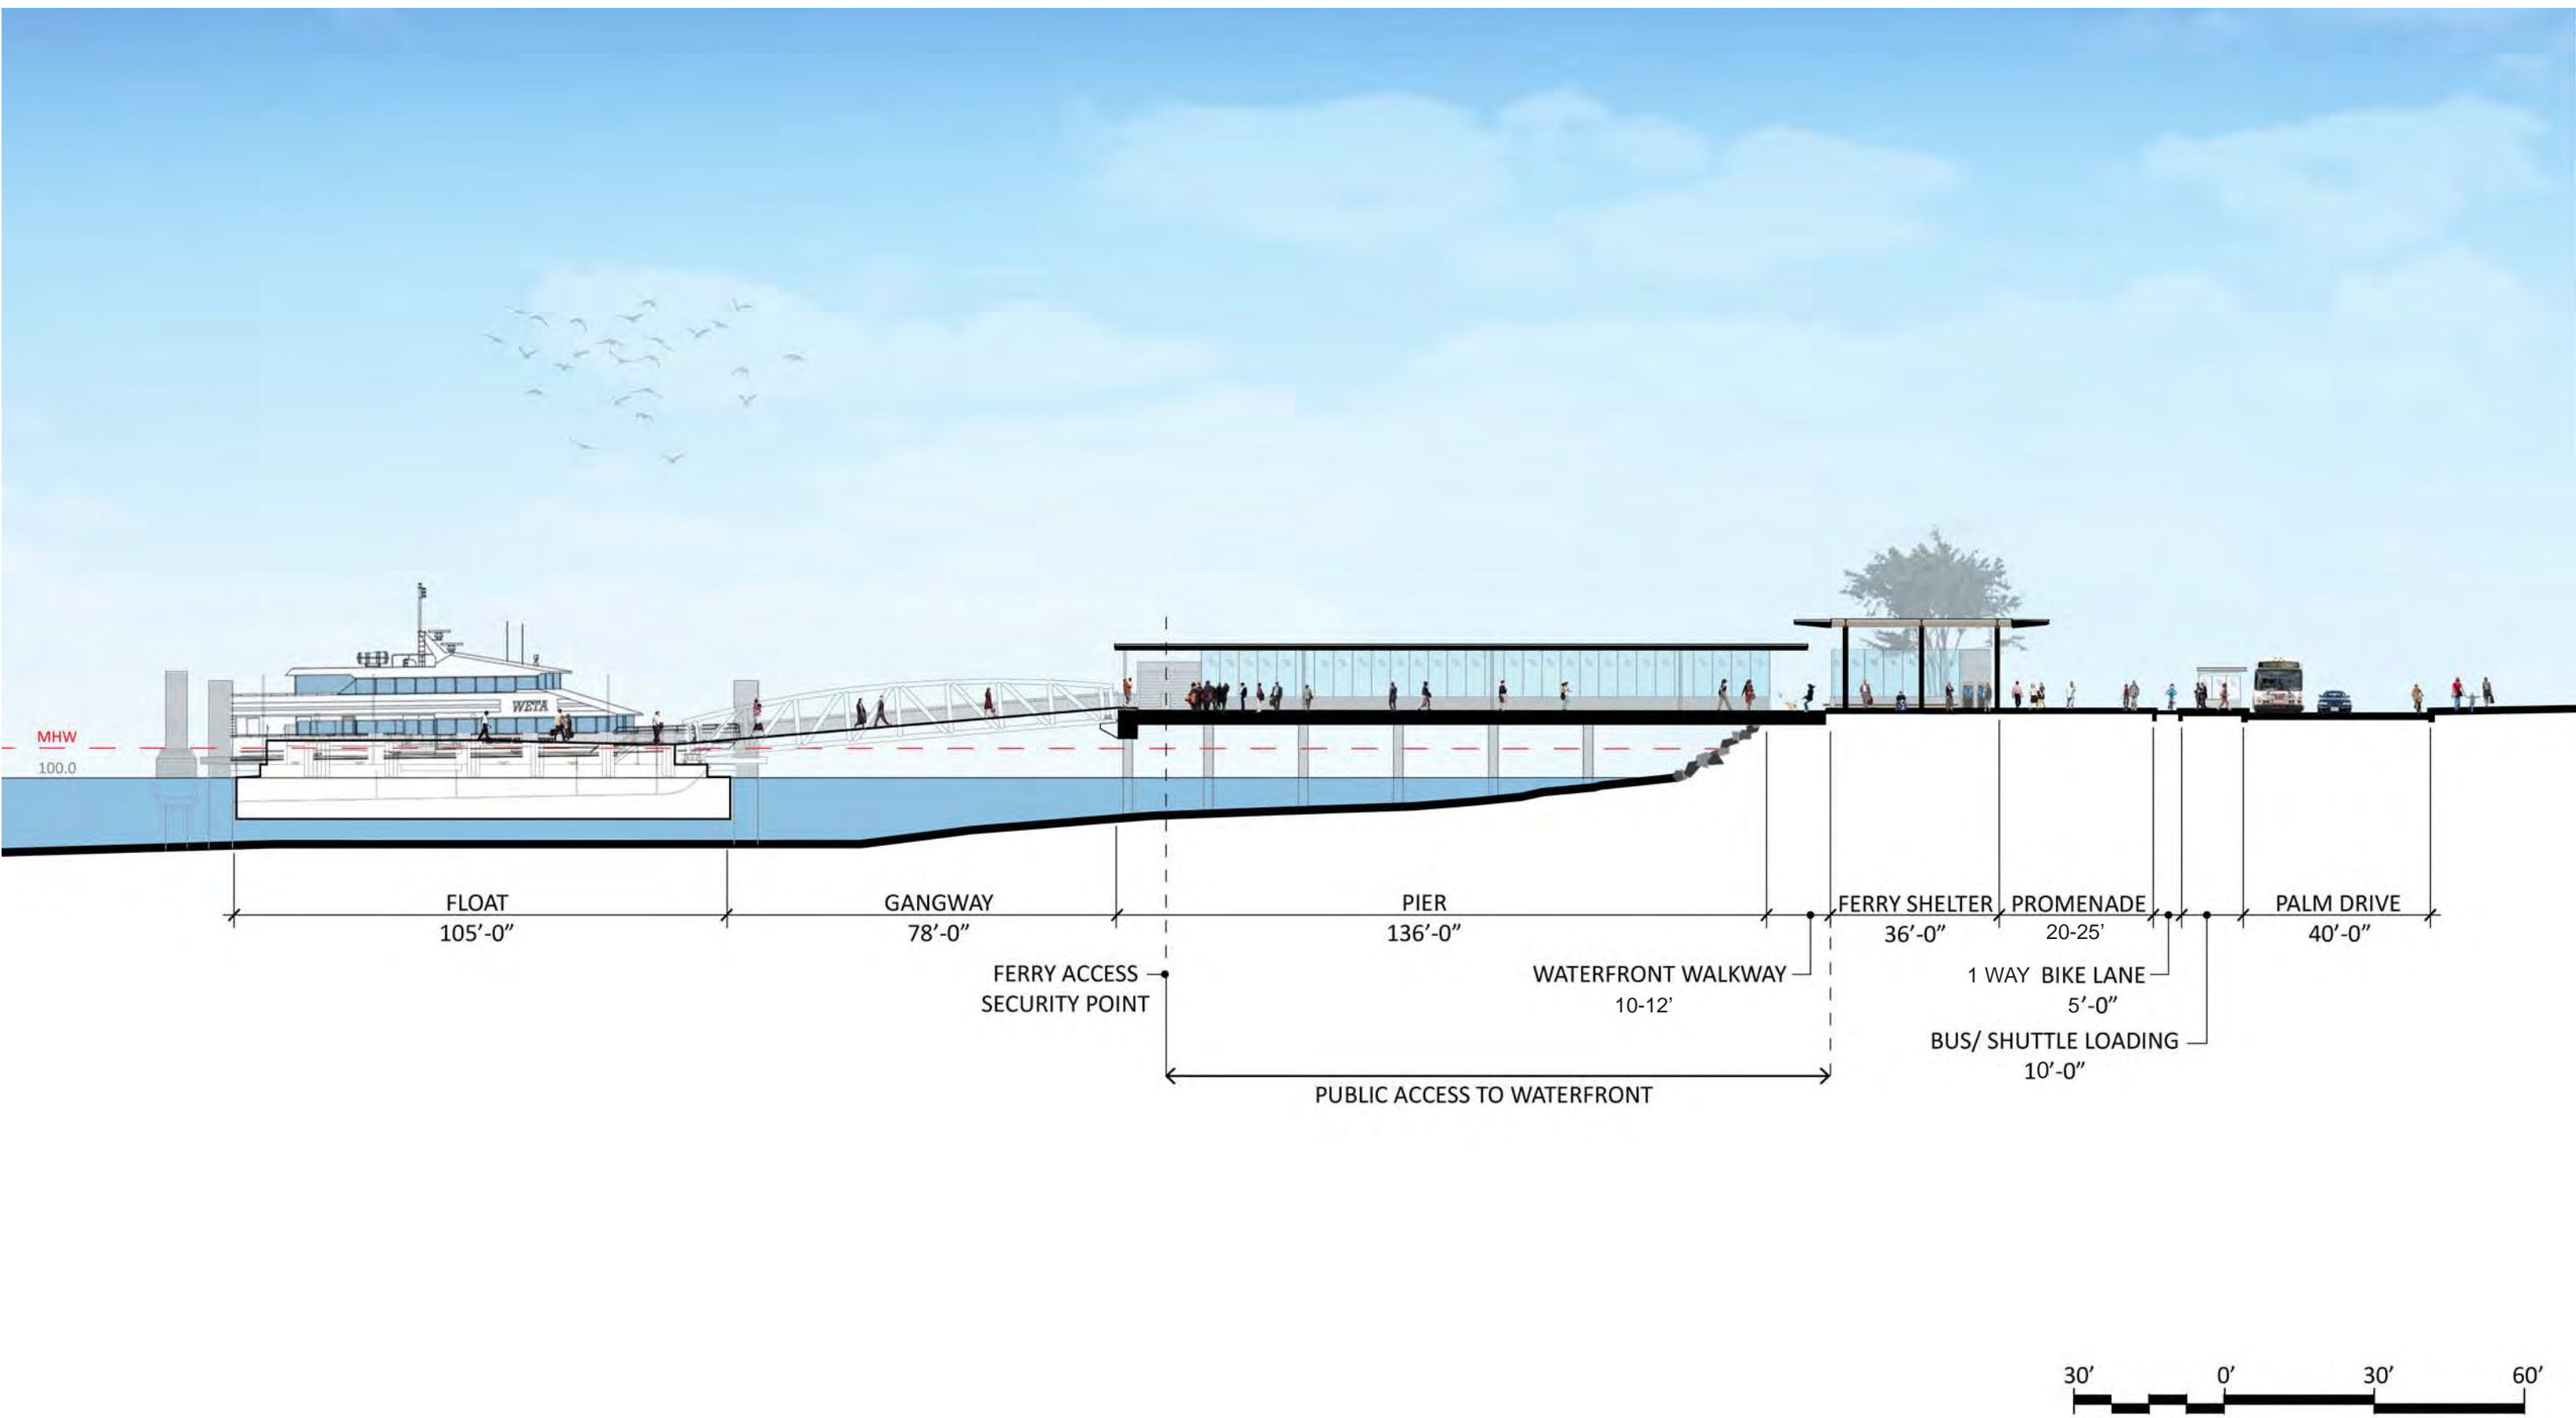 WETA
MHW
100.0
FLOAT
105’-0”
GANGWAY
78’-0”
PIER
136’-0”
FERRY SHELTER
36’-0”
PROMENADE
20-25’
PALM DRIVE
40’-0”
FERRY ACCESS
SECURITY POINT
WATERFRONT WALKWAY
10-12’
1 WAY BIKE LANE
5’-0”
BUS/ SHUTTLE LOADING
10’-0”
PUBLIC ACCESS TO WATERFRONT
30’ 0’ 30’ 60’